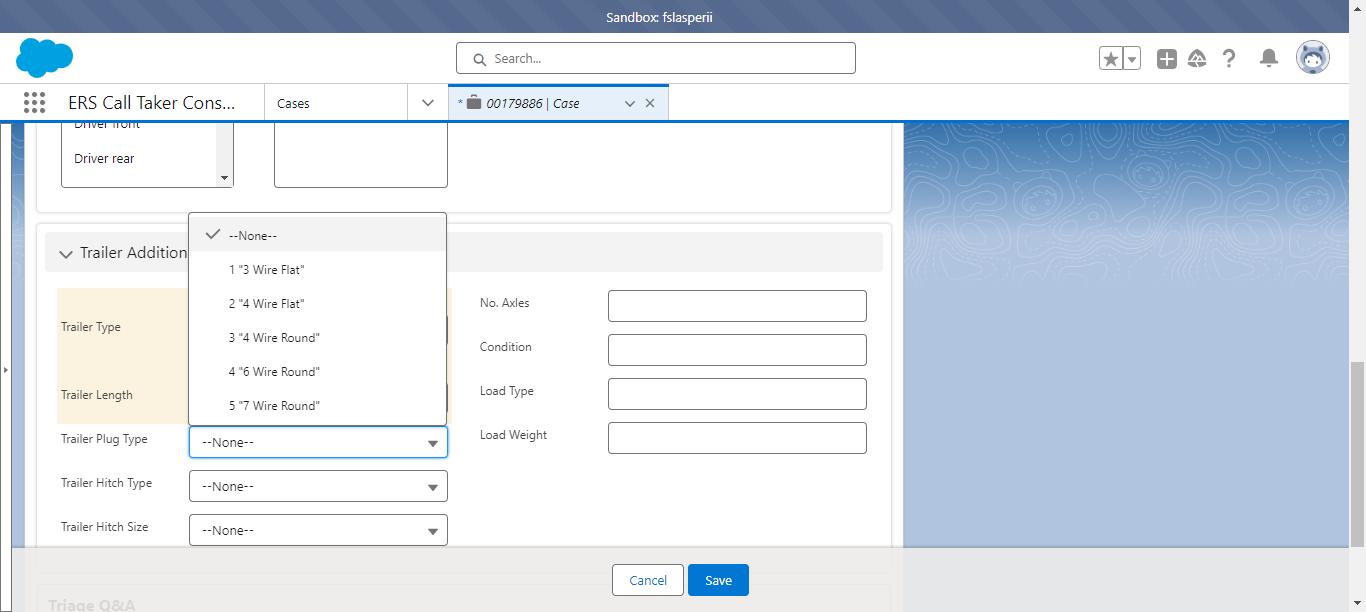 Sandbox: fslasperii
Search...
ERS Call Taker Cons...
Cases
* 00179886 | Case
Driver front
Driver rear
Trailer Addition
--None--
1 "3 Wire Flat"
2 "4 Wire Flat"
3 "4 Wire Round"
4 "6 Wire Round"
5 "7 Wire Round"
Trailer Type
Trailer Length
Trailer Plug Type
--None--
Trailer Hitch Type
--None--
Trailer Hitch Size
--None--
No. Axles
Condition
Load Type
Load Weight
Cancel
Save
Triage Q&A